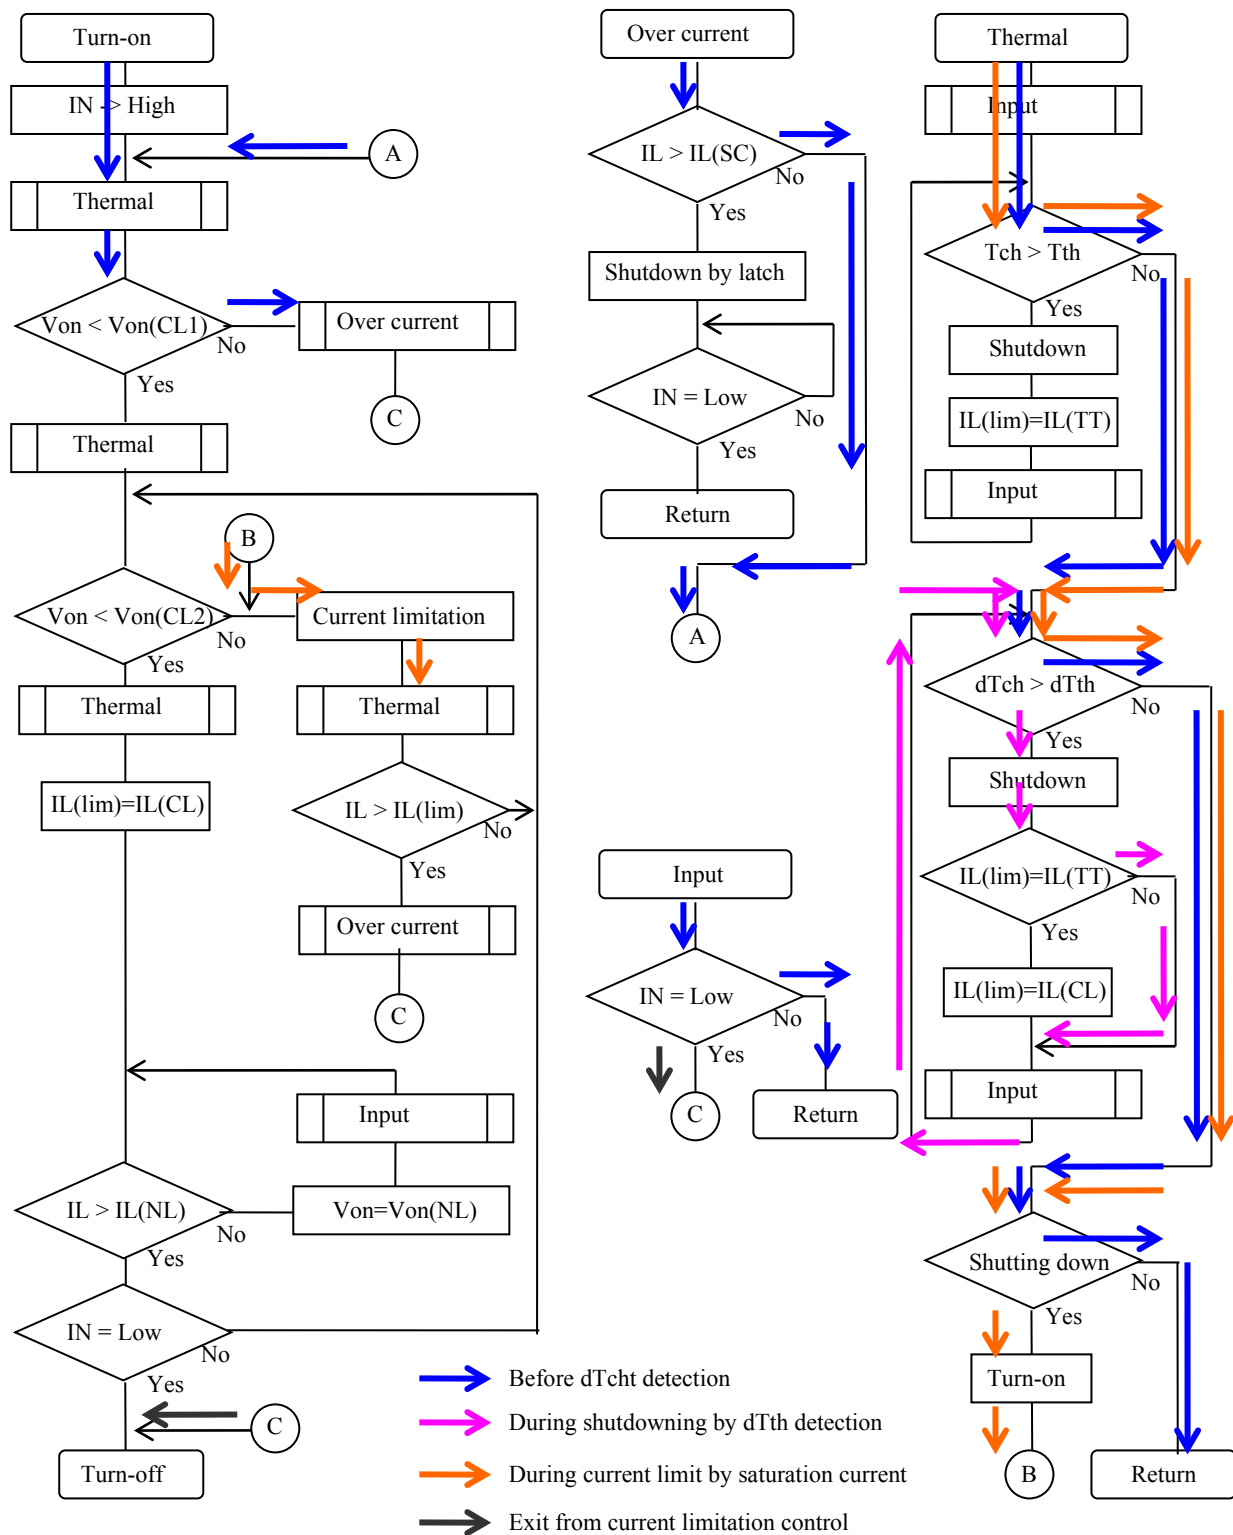 Turn-on
IN -> High
A
Thermal
Von < Von(CL1)
No
Yes
Over current
C
Thermal
B
Von < Von(CL2)
No
Yes
Current limitation
Thermal
Thermal
IL(lim)=IL(CL)
IL > IL(lim)
No
Yes
Over current
C
Input
IL > IL(NL)
No
Yes
Von=Von(NL)
IN = Low
No
Yes
C
Turn-off
Over current
IL > IL(SC)
No
Yes
Shutdown by latch
IN = Low
No
Yes
Return
A
Input
IN = Low
No
Yes
C
Return
Thermal
Input
Tch > Tth
No
Yes
Shutdown
IL(lim)=IL(TT)
Input
dTch > dTth
No
Yes
Shutdown
IL(lim)=IL(TT)
No
Yes
IL(lim)=IL(CL)
Input
Shutting down
No
Yes
Turn-on
B
Return
Before dTcht detection
During shutdowning by dTth detection
During current limit by saturation current
Exit from current limitation control